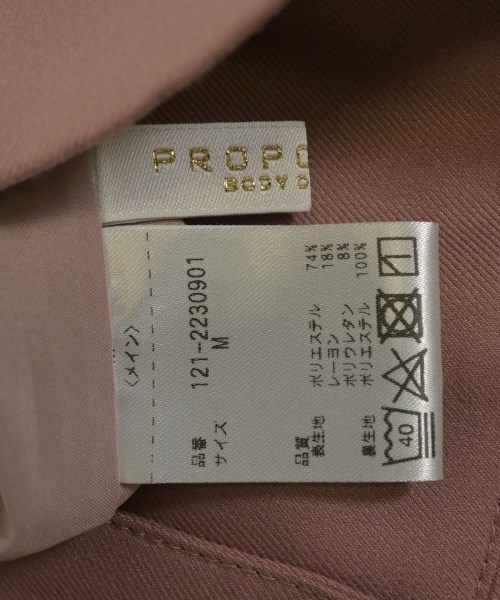 PROPO
BODY D
〈メイン〉
品番 121-2230901
サイズ M
品質
表生地 ポリエステル 74%
レーヨン 18%
ポリウレタン 8%
裏生地 ポリエステル 100%
40